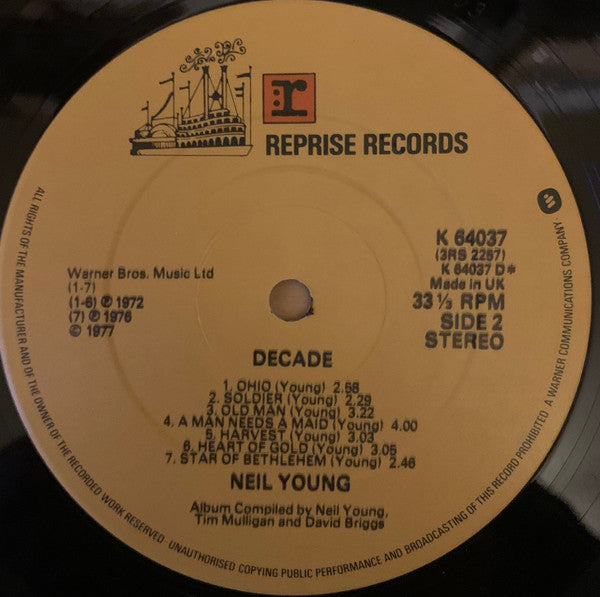 r
REPRISE RECORDS
K 64037
(3RS 2257)
K 64037 D*
Made in UK
33 1/3 RPM
SIDE 2
STEREO
Warner Bros. Music Ltd
(1-7)
(1-6) ℗ 1972
(7) ℗ 1976
© 1977
DECADE
1. OHIO (Young) 2.58
2. SOLDIER (Young) 2.29
3. OLD MAN (Young) 3.22
4. A MAN NEEDS A MAID (Young) 4.00
5. HARVEST (Young) 3.03
6. HEART OF GOLD (Young) 3.05
7. STAR OF BETHLEHEM (Young) 2.46
NEIL YOUNG
Album Compiled by Neil Young,
Tim Mulligan and David Briggs
ALL RIGHTS OF THE MANUFACTURER AND OF THE OWNER OF THE RECORDED WORK RESERVED. UNAUTHORISED COPYING PUBLIC PERFORMANCE AND BROADCASTING OF THIS RECORD PROHIBITED. A WARNER COMMUNICATIONS COMPANY.